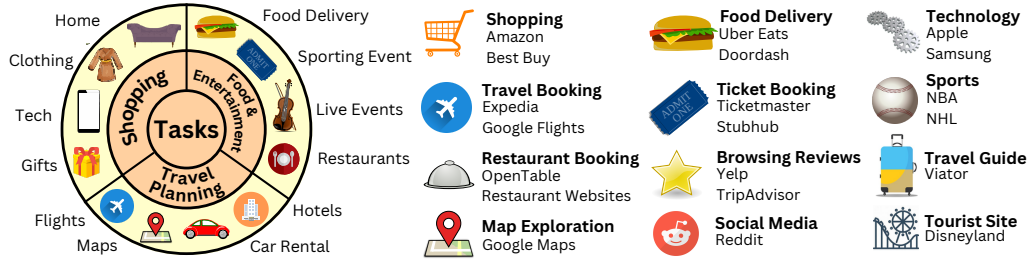 Home
Clothing
Tech
Gifts
Flights
Maps
Food Delivery
Sporting Event
Live Events
Restaurants
Hotels
Car Rental
Shopping
Food &
Entertainment
Travel
Planning
Tasks
ADMIT
ONE
Shopping
Amazon
Best Buy
Travel Booking
Expedia
Google Flights
Restaurant Booking
OpenTable
Restaurant Websites
Map Exploration
Google Maps
Food Delivery
Uber Eats
Doordash
ADMIT
ONE
Ticket Booking
Ticketmaster
Stubhub
Browsing Reviews
Yelp
TripAdvisor
Social Media
Reddit
Technology
Apple
Samsung
Sports
NBA
NHL
Travel Guide
Viator
Tourist Site
Disneyland